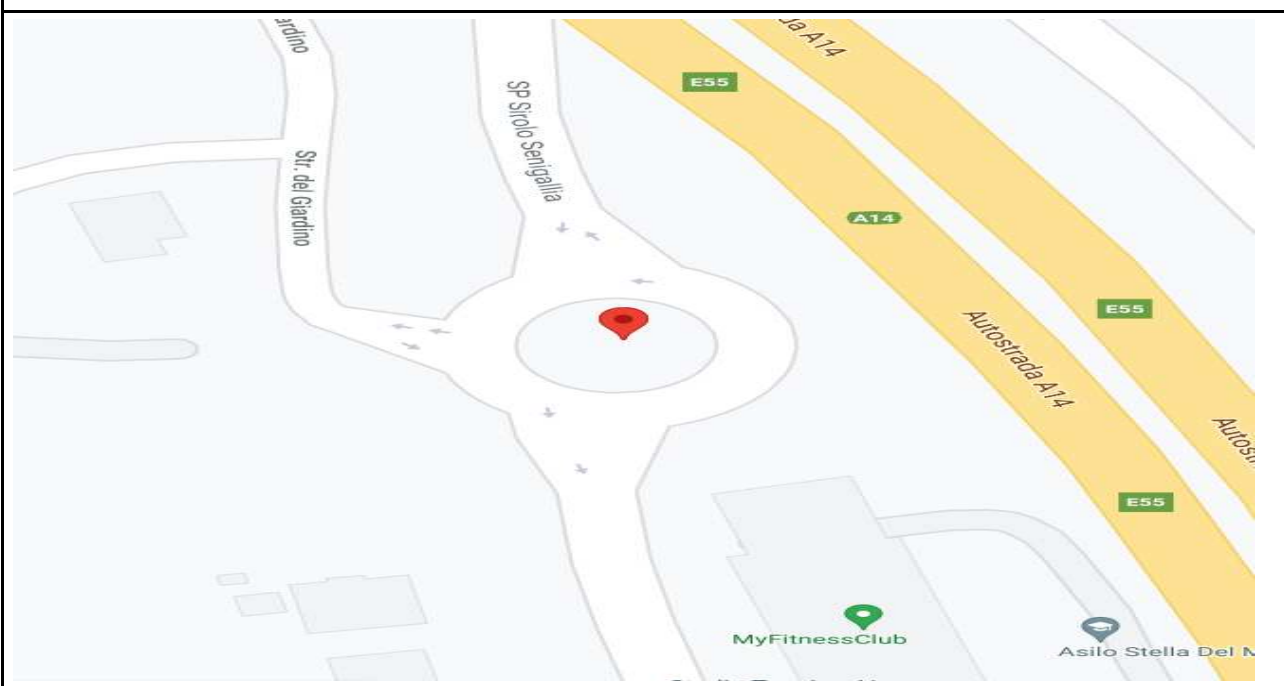 ardino
da A14
E55
SP Sirolo Senigallia
Str. del Giardino
A14
E55
Autostrada A14
E55
MyFitnessClub
Asilo Stella Del